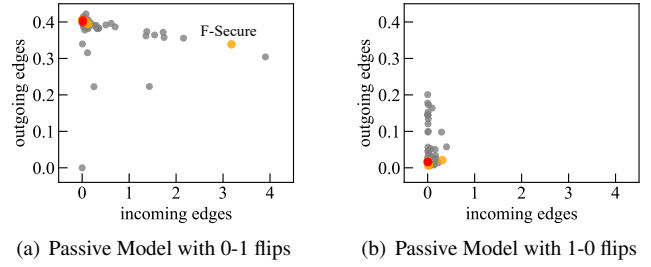 0.4
0.3
0.2
0.1
0.0
outgoing edges
F-Secure
0 1 2 3 4
incoming edges
(a) Passive Model with 0-1 flips
0.4
0.3
0.2
0.1
0.0
outgoing edges
0 1 2 3 4
incoming edges
(b) Passive Model with 1-0 flips